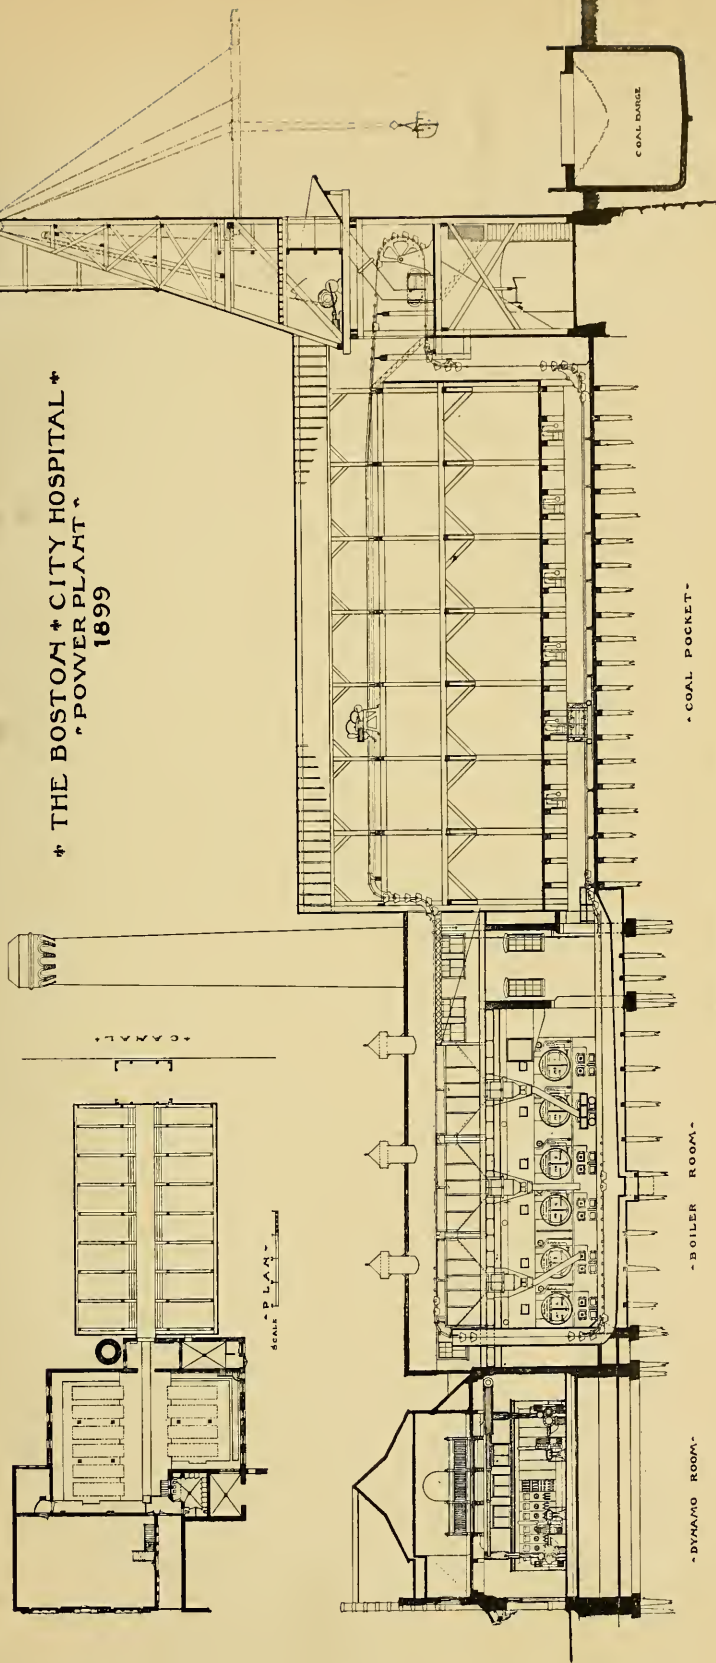 THE BOSTON CITY HOSPITAL
POWER PLANT
1899
CANAL
PLAN
SCALE
COAL BARGE
DYNAMO ROOM
BOILER ROOM
COAL POCKET